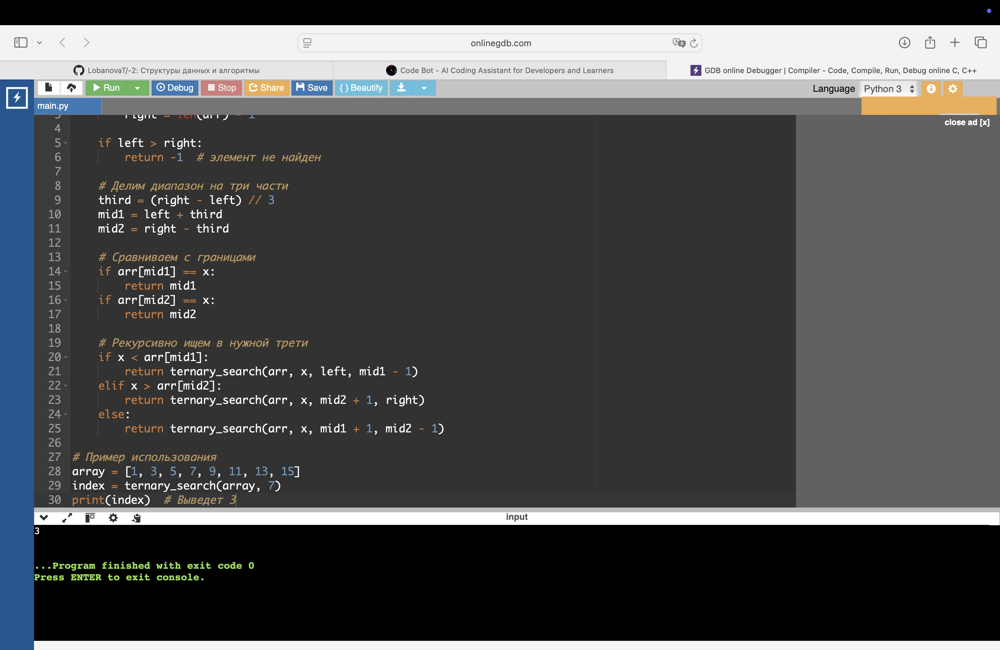 onlinegdb.com
LobanovaT/-2: Структуры данных и алгоритмы
Code Bot - AI Coding Assistant for Developers and Learners
GDB online Debugger | Compiler - Code, Compile, Run, Debug online C, C++
Run Debug Stop Share Save { } Beautify Language Python 3
main.py
close ad [x]
3 right = len(arr) - 1
4
5 if left > right:
6 return -1 # элемент не найден
7
8 # Делим диапазон на три части
9 third = (right - left) // 3
10 mid1 = left + third
11 mid2 = right - third
12
13 # Сравниваем с границами
14 if arr[mid1] == x:
15 return mid1
16 if arr[mid2] == x:
17 return mid2
18
19 # Рекурсивно ищем в нужной трети
20 if x < arr[mid1]:
21 return ternary_search(arr, x, left, mid1 - 1)
22 elif x > arr[mid2]:
23 return ternary_search(arr, x, mid2 + 1, right)
24 else:
25 return ternary_search(arr, x, mid1 + 1, mid2 - 1)
26
27 # Пример использования
28 array = [1, 3, 5, 7, 9, 11, 13, 15]
29 index = ternary_search(array, 7)
30 print(index) # Выведет 3
input
3
...Program finished with exit code 0
Press ENTER to exit console.